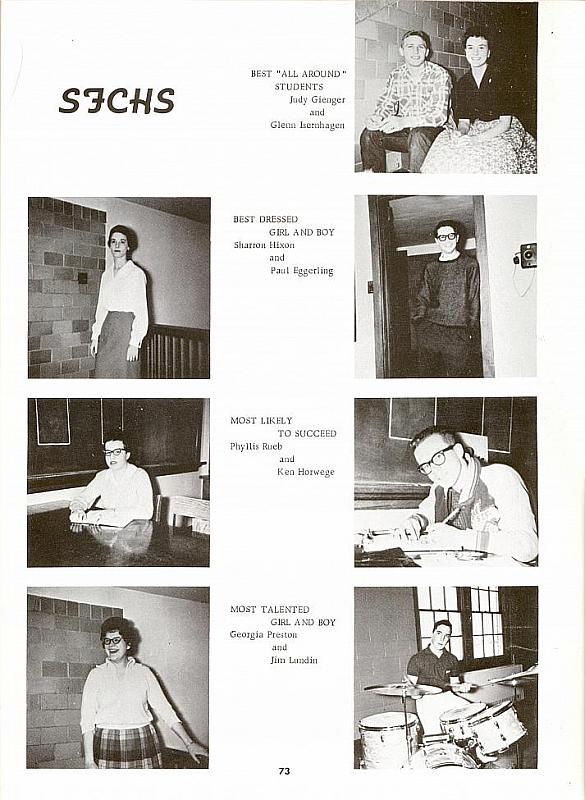 SFCHS
BEST "ALL AROUND"
STUDENTS
Judy Gienger
and
Glenn Isernhagen
BEST DRESSED
GIRL AND BOY
Sharron Hixon
and
Paul Eggerling
MOST LIKELY
TO SUCCEED
Phyllis Rueb
and
Ken Horwege
MOST TALENTED
GIRL AND BOY
Georgia Preston
and
Jim Lundin
73